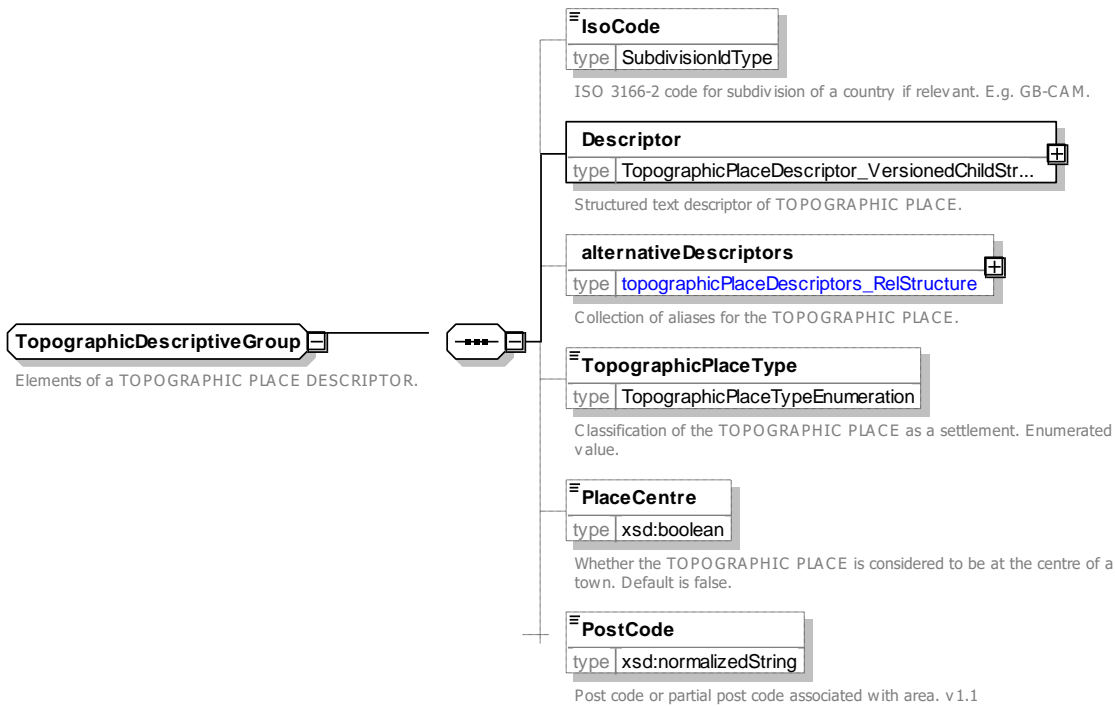 IsoCode
type SubdivisionIdType
ISO 3166-2 code for subdivision of a country if relevant. E.g. GB-CAM.
Descriptor
type TopographicPlaceDescriptor_VersionedChildStr...
Structured text descriptor of TOPOGRAPHIC PLACE.
alternativeDescriptors
type topographicPlaceDescriptors_RelStructure
Collection of aliases for the TOPOGRAPHIC PLACE.
TopographicDescriptiveGroup
Elements of a TOPOGRAPHIC PLACE DESCRIPTOR.
TopographicPlaceType
type TopographicPlaceTypeEnumeration
Classification of the TOPOGRAPHIC PLACE as a settlement. Enumerated
value.
PlaceCentre
type xsd:boolean
Whether the TOPOGRAPHIC PLACE is considered to be at the centre of a
town. Default is false.
PostCode
type xsd:normalizedString
Post code or partial post code associated with area. v1.1